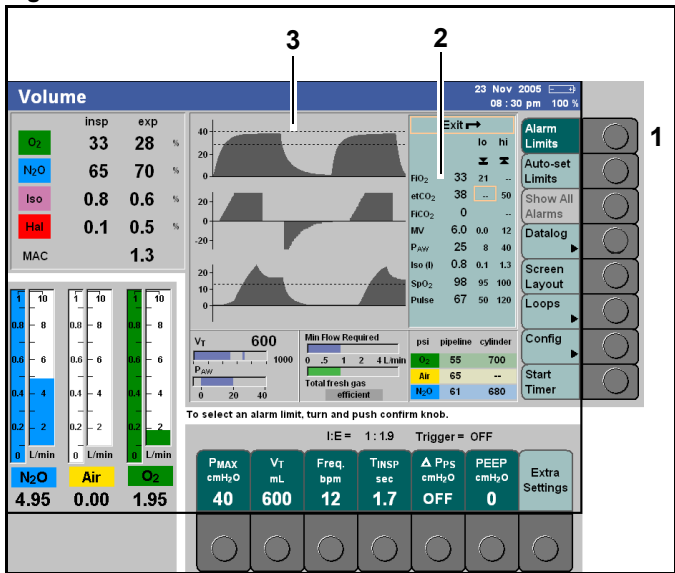 3
2
1
Volume
23 Nov 2005
08 : 30 pm 100 %
insp exp
O2 33 28 %
N2O 65 70 %
Iso 0.8 0.6 %
Hal 0.1 0.5 %
MAC 1.3
40
20
0
20
0
-20
20
10
0
Exit
lo hi
FiO2 33 21 --
etCO2 38 -- 50
FiCO2 0 --
MV 6.0 0.0 12
PAW 25 8 40
Iso (I) 0.8 0.1 1.3
SpO2 98 95 100
Pulse 67 50 120
Alarm
Limits
Auto-set
Limits
Show All
Alarms
Datalog
Screen
Layout
Loops
Config
Start
Timer
VT 600
1000
PAW
0 20 40
Min Flow Required
0 .5 1 2 4 L/min
Total fresh gas
efficient
psi pipeline cylinder
O2 55 700
Air 65 --
N2O 61 680
To select an alarm limit, turn and push confirm knob.
1 10 1 10 1 10
0.8 8 0.8 8 0.8 8
0.6 6 0.6 6 0.6 6
0.4 4 0.4 4 0.4 4
0.2 2 0.2 2 0.2 2
0 L/min 0 L/min 0 L/min
N2O Air O2
4.95 0.00 1.95
I:E = 1 : 1.9 Trigger = OFF
PMAX VT Freq. TINSP Δ PPS PEEP
cmH2O mL bpm sec cmH2O cmH2O
40 600 12 1.7 OFF 0
Extra
Settings